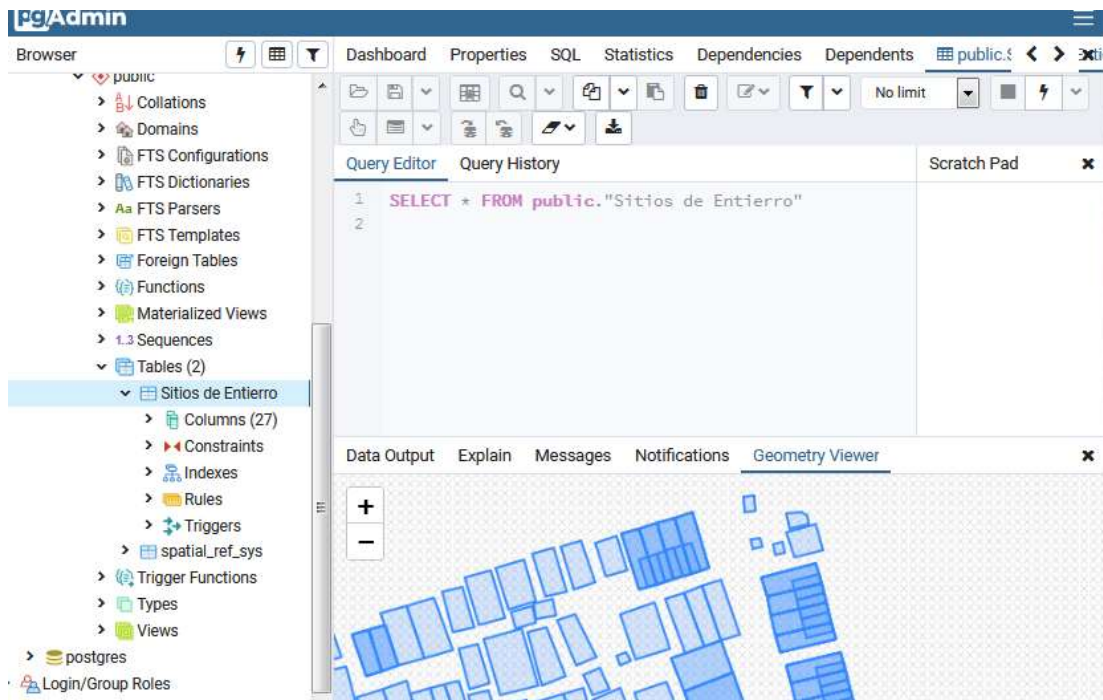 pgAdmin
Browser
Dashboard Properties SQL Statistics Dependencies Dependents public.S
public
Collations
Domains
FTS Configurations
FTS Dictionaries
Aa FTS Parsers
FTS Templates
Foreign Tables
Functions
Materialized Views
1..3 Sequences
Tables (2)
Sitios de Entierro
Columns (27)
Constraints
Indexes
Rules
Triggers
spatial_ref_sys
Trigger Functions
Types
Views
postgres
Login/Group Roles
No limit
Query Editor Query History
Scratch Pad
1 SELECT * FROM public."Sitios de Entierro"
2
Data Output Explain Messages Notifications Geometry Viewer
+
−